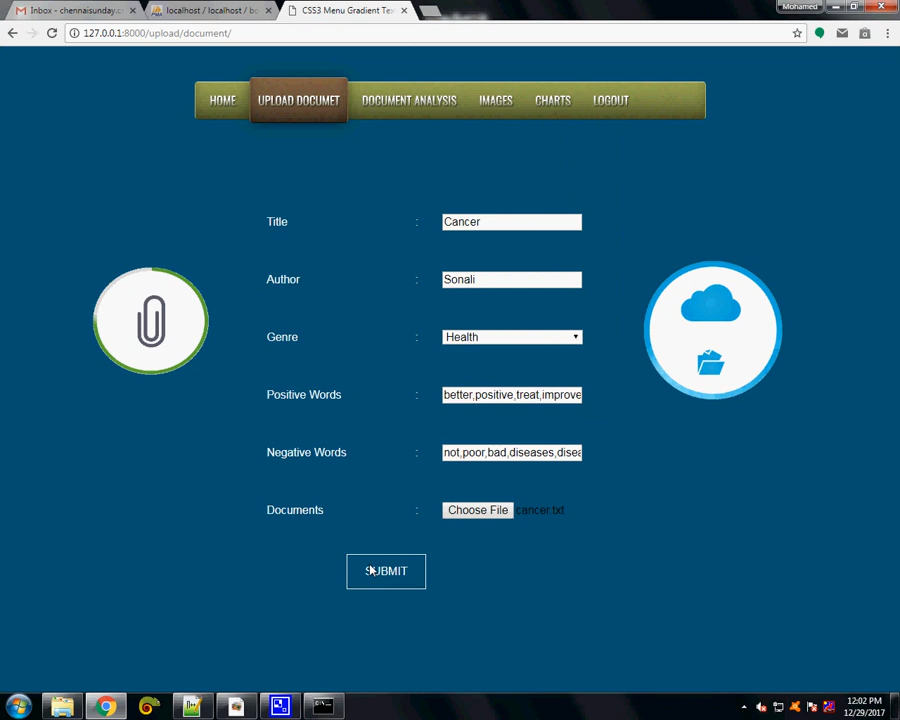 Inbox - chennaisunday.c
localhost / localhost / bo
CSS3 Menu Gradient Tex
Mohamed
127.0.0.1:8000/upload/document/
HOME
UPLOAD DOCUMET
DOCUMENT ANALYSIS
IMAGES
CHARTS
LOGOUT
Title : Cancer
Author : Sonali
Genre : Health
Positive Words : better,positive,treat,improve
Negative Words : not,poor,bad,diseases,disea
Documents : Choose File cancer.txt
SUBMIT
12:02 PM
12/29/2017